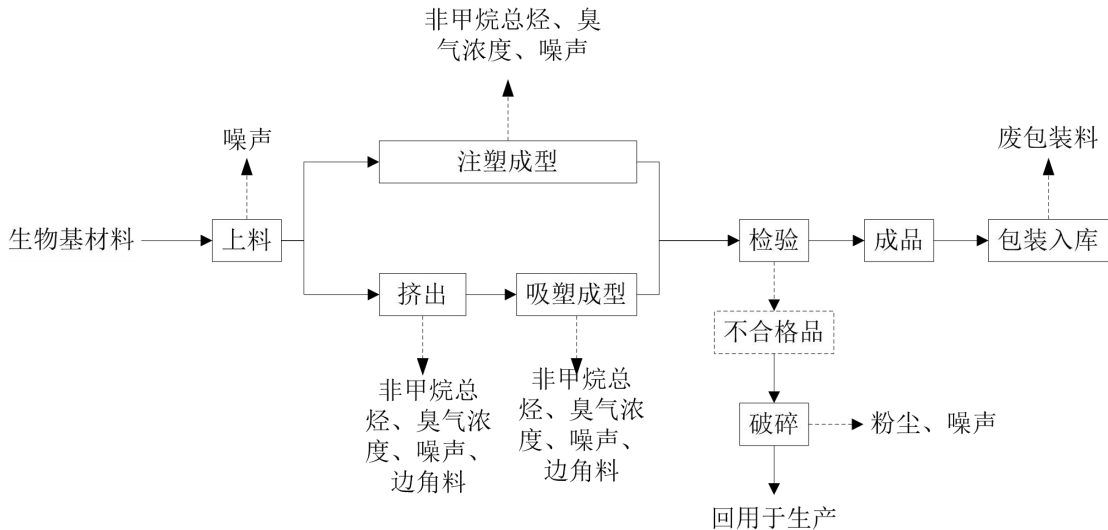 非甲烷总烃、臭
气浓度、噪声
噪声
注塑成型
废包装料
生物基材料
上料
检验
成品
包装入库
挤出
吸塑成型
不合格品
非甲烷总
烃、臭气浓
度、噪声、
边角料
非甲烷总
烃、臭气浓
度、噪声、
边角料
破碎
粉尘、噪声
回用于生产